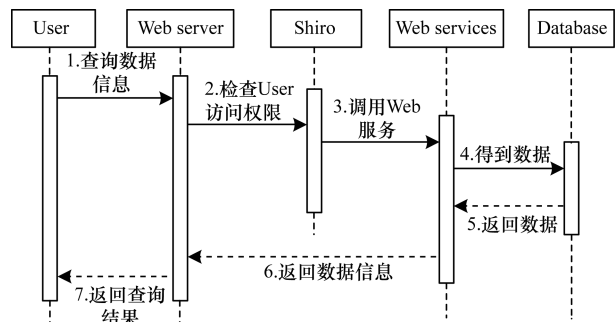 User
Web server
Shiro
Web services
Database
1.查询数据
信息
2.检查User
访问权限
3.调用Web
服务
4.得到数据
5.返回数据
6.返回数据信息
7.返回查询
结果